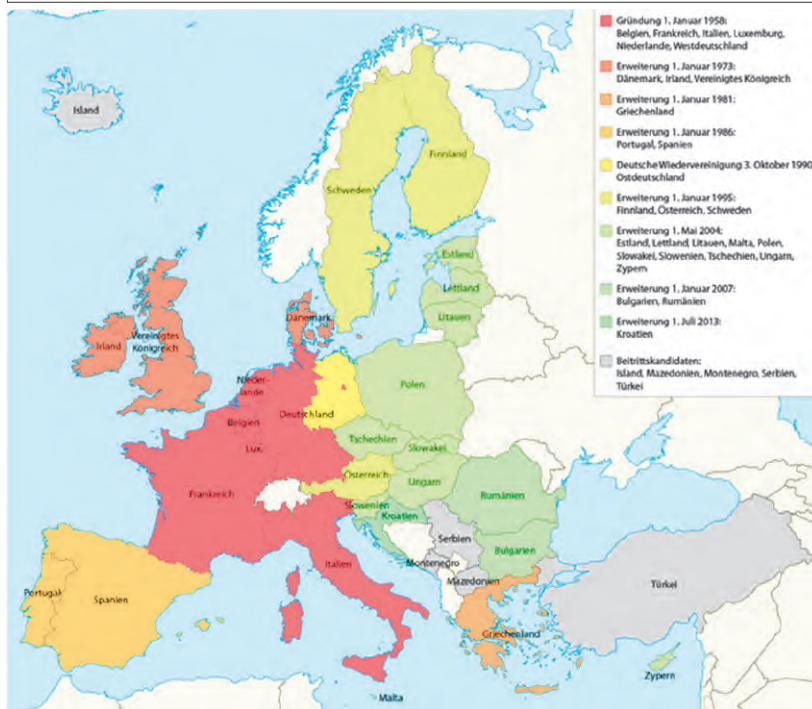 Gründung 1. Januar 1958:
Belgien, Frankreich, Italien, Luxemburg,
Niederlande, Westdeutschland
Erweiterung 1. Januar 1973:
Dänemark, Irland, Vereinigtes Königreich
Erweiterung 1. Januar 1981:
Griechenland
Erweiterung 1. Januar 1986:
Portugal, Spanien
Deutsche Wiedervereinigung 3. Oktober 1990
Ostdeutschland
Erweiterung 1. Januar 1995:
Finnland, Österreich, Schweden
Erweiterung 1. Mai 2004:
Estland, Lettland, Litauen, Malta, Polen,
Slowakei, Slowenien, Tschechien, Ungarn,
Zypern
Erweiterung 1. Januar 2007:
Bulgarien, Rumänien
Erweiterung 1. Juli 2013:
Kroatien
Beitrittskandidaten:
Island, Mazedonien, Montenegro, Serbien,
Türkei
Island
Finnland
Schweden
Estland
Lettland
Litauen
Dänemark
Irland
Vereinigtes
Königreich
Nieder-
lande
Polen
Deutschland
Belgien
Lux.
Tschechien
Slowakei
Österreich
Ungarn
Frankreich
Rumänien
Slowenien
Kroatien
Serbien
Bulgarien
Montenegro
Italien
Mazedonien
Türkei
Portugal
Spanien
Griechenland
Zypern
Malta